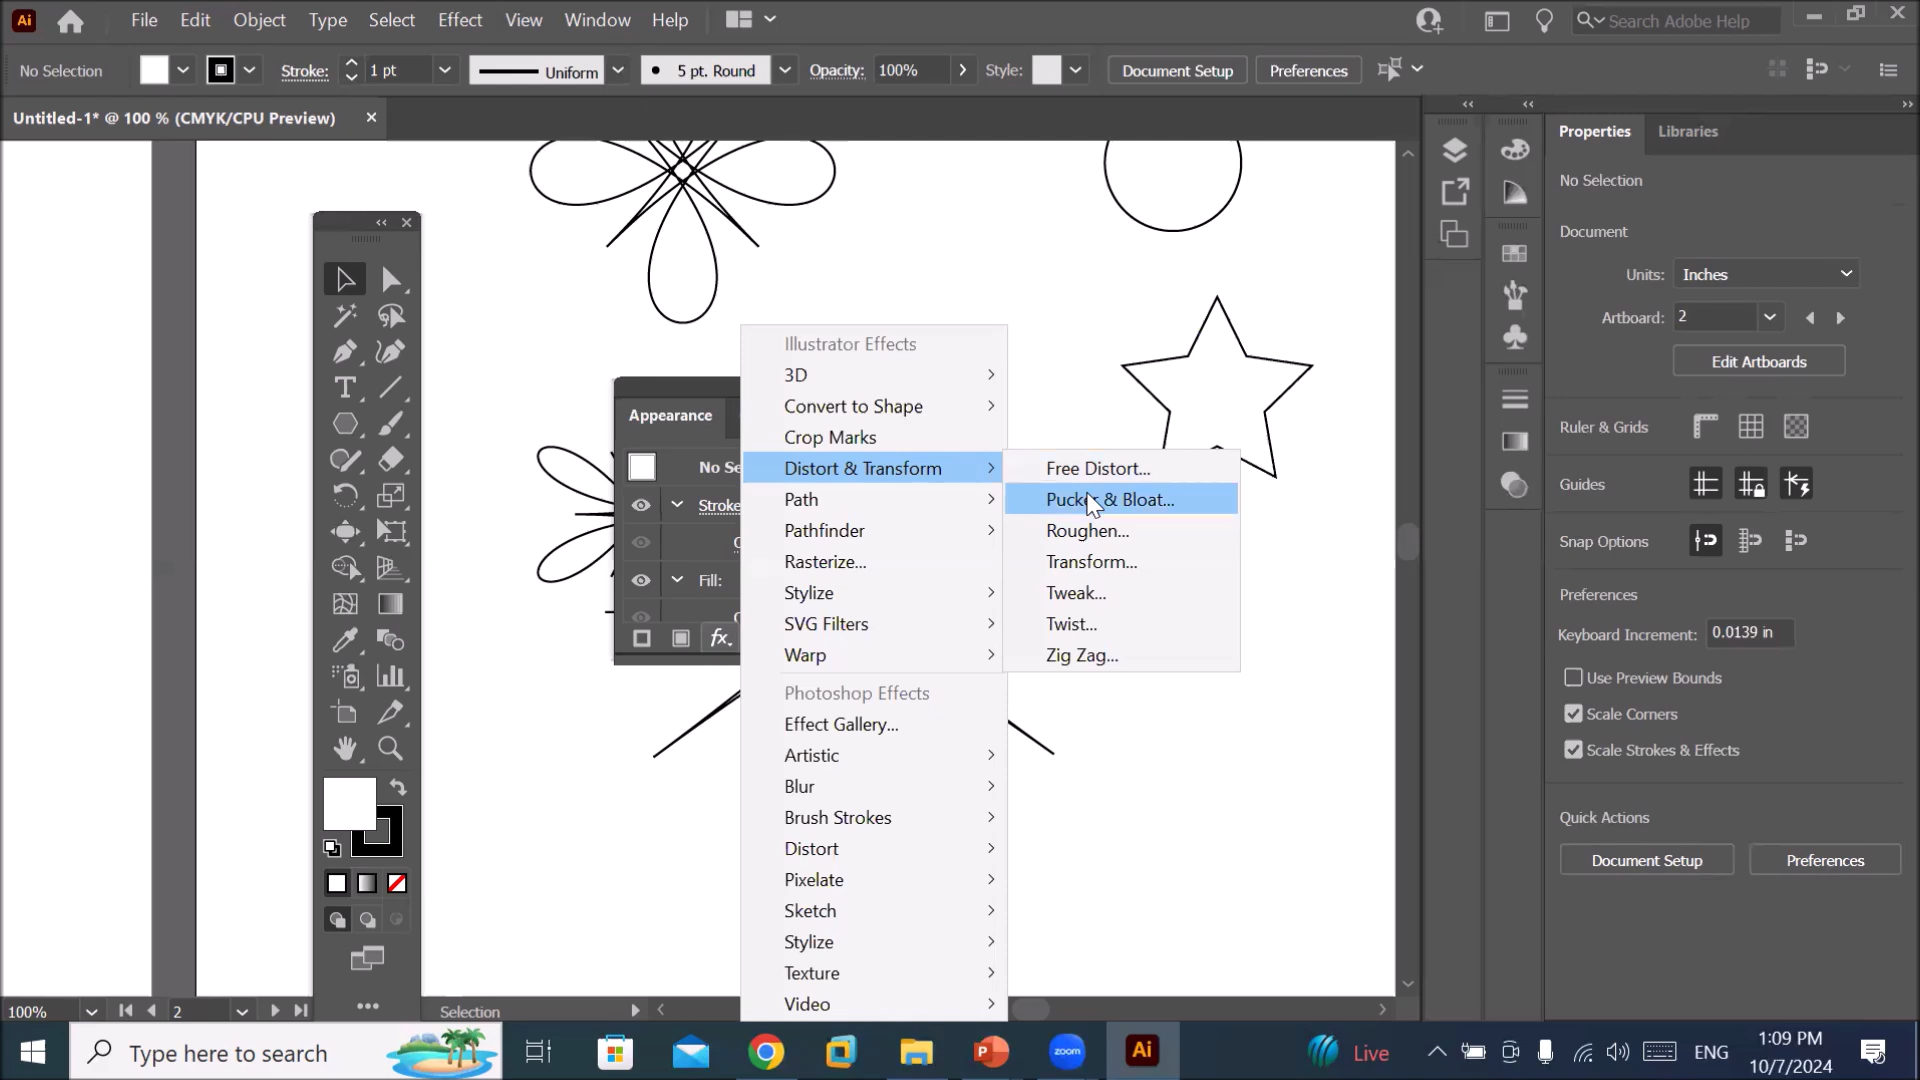 Ai File Edit Object Type Select Effect View Window Help Search Adobe Help
No Selection Stroke: 1 pt Uniform 5 pt. Round Opacity: 100% Style: Document Setup Preferences
Untitled-1* @ 100 % (CMYK/CPU Preview)
Properties Libraries
No Selection
Document
Units: Inches
Artboard: 2
Edit Artboards
Ruler & Grids
Guides
Snap Options
Preferences
Keyboard Increment: 0.0139 in
Use Preview Bounds
Scale Corners
Scale Strokes & Effects
Quick Actions
Document Setup Preferences
Appearance
No Se
Stroke
Fill:
fx
Illustrator Effects
3D
Convert to Shape
Crop Marks
Distort & Transform
Path
Pathfinder
Rasterize...
Stylize
SVG Filters
Warp
Photoshop Effects
Effect Gallery...
Artistic
Blur
Brush Strokes
Distort
Pixelate
Sketch
Stylize
Texture
Video
Free Distort...
Pucker & Bloat...
Roughen...
Transform...
Tweak...
Twist...
Zig Zag...
100% 2 Selection
Type here to search zoom Ai Live ENG 1:09 PM
10/7/2024